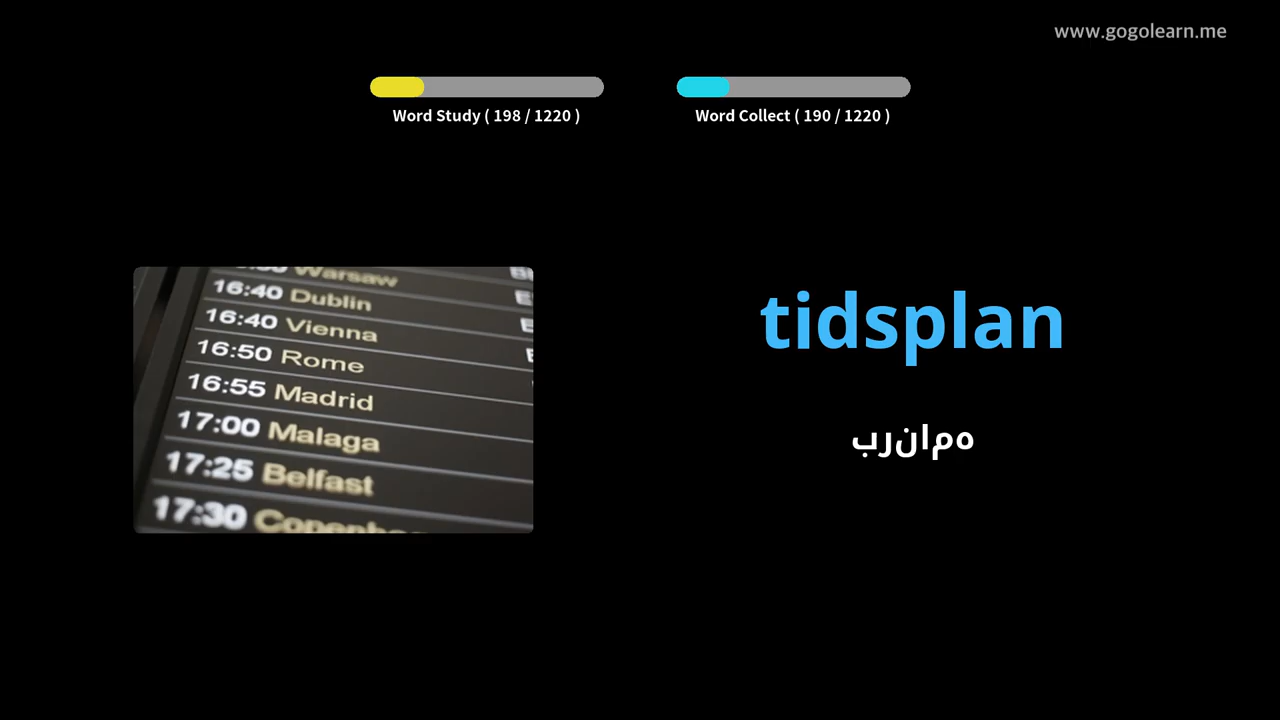 www.gogolearn.me
Word Study ( 198 / 1220 )
Word Collect ( 190 / 1220 )
Warsaw
16:40 Dublin
16:40 Vienna
16:50 Rome
16:55 Madrid
17:00 Malaga
17:25 Belfast
17:30
tidsplan
همانرب